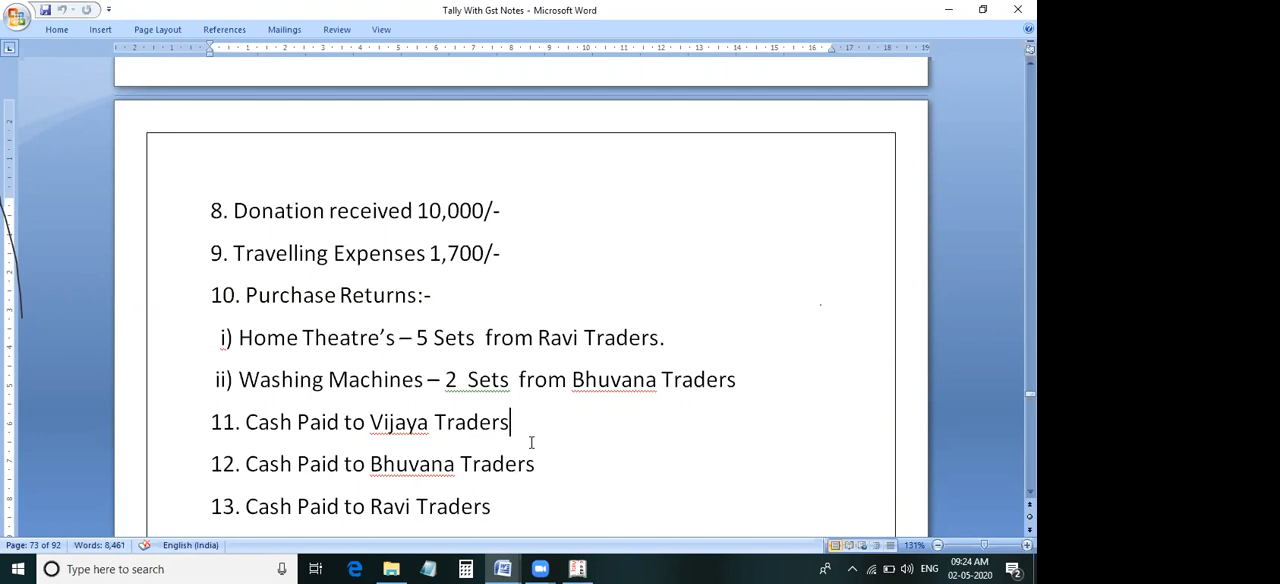 Tally With Gst Notes - Microsoft Word
Home Insert Page Layout References Mailings Review View
8. Donation received 10,000/-
9. Travelling Expenses 1,700/-
10. Purchase Returns:-
i) Home Theatre’s – 5 Sets from Ravi Traders.
ii) Washing Machines – 2 Sets from Bhuvana Traders
11. Cash Paid to Vijaya Traders
12. Cash Paid to Bhuvana Traders
13. Cash Paid to Ravi Traders
Page: 73 of 92 Words: 8,461 English (India) 131%
Type here to search ENG 09:24 AM
02-05-2020